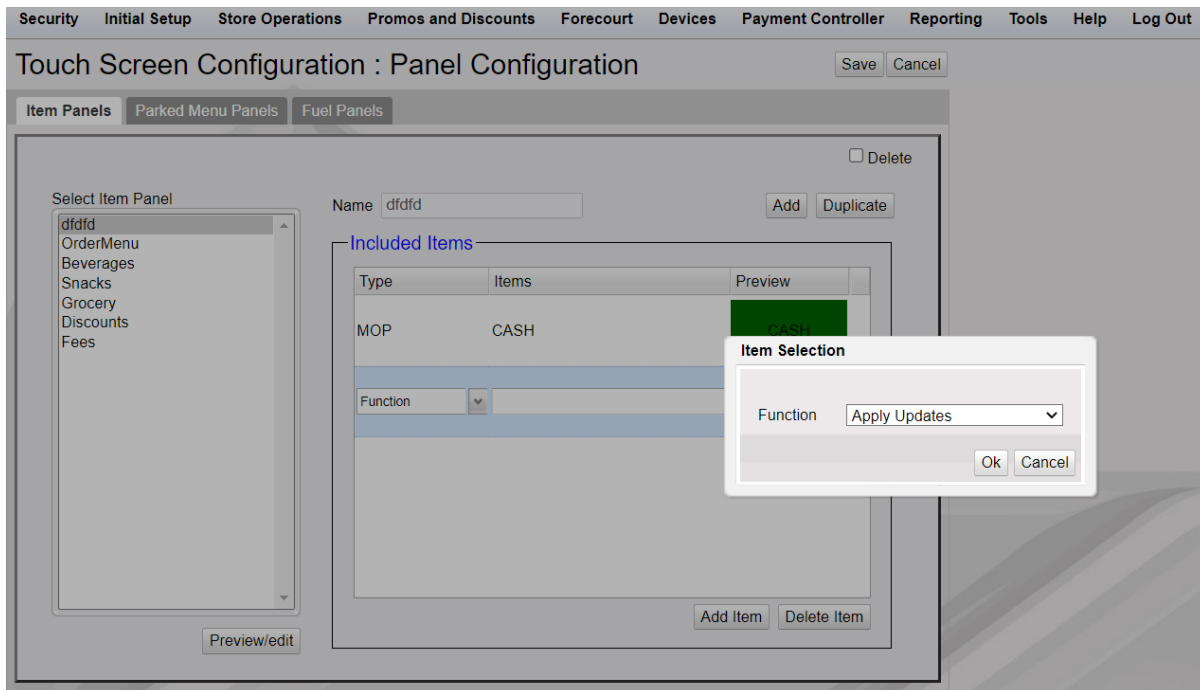 Security Initial Setup Store Operations Promos and Discounts Forecourt Devices Payment Controller Reporting Tools Help Log Out
Touch Screen Configuration : Panel Configuration Save Cancel
Item Panels Parked Menu Panels Fuel Panels
Delete
Select Item Panel
dfdfd
OrderMenu
Beverages
Snacks
Grocery
Discounts
Fees
Preview/edit
Name dfdfd Add Duplicate
Included Items
Type Items Preview
MOP CASH CASH
Function
Add Item Delete Item
Item Selection
Function Apply Updates
Ok Cancel